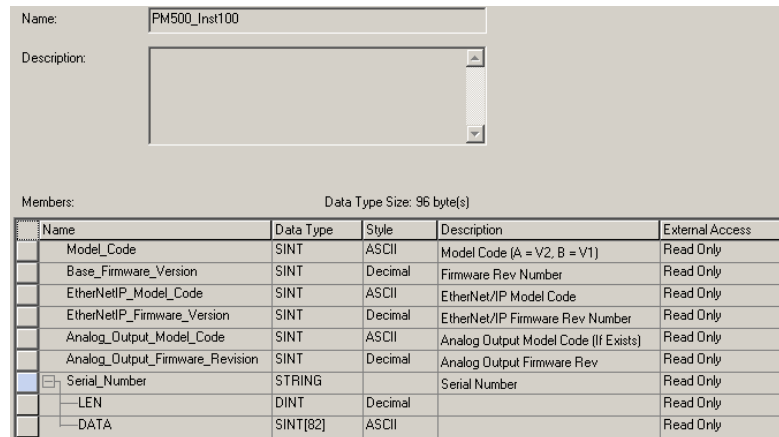 Name: PM500_Inst100
Description:
Members: Data Type Size: 96 byte(s)
Name Data Type Style Description External Access
Model_Code SINT ASCII Model Code (A = V2, B = V1) Read Only
Base_Firmware_Version SINT Decimal Firmware Rev Number Read Only
EtherNetIP_Model_Code SINT ASCII EtherNet/IP Model Code Read Only
EtherNetIP_Firmware_Version SINT Decimal EtherNet/IP Firmware Rev Number Read Only
Analog_Output_Model_Code SINT ASCII Analog Output Model Code (If Exists) Read Only
Analog_Output_Firmware_Revision SINT Decimal Analog Output Firmware Rev Read Only
Serial_Number STRING Serial Number Read Only
LEN DINT Decimal Read Only
DATA SINT[82] ASCII Read Only